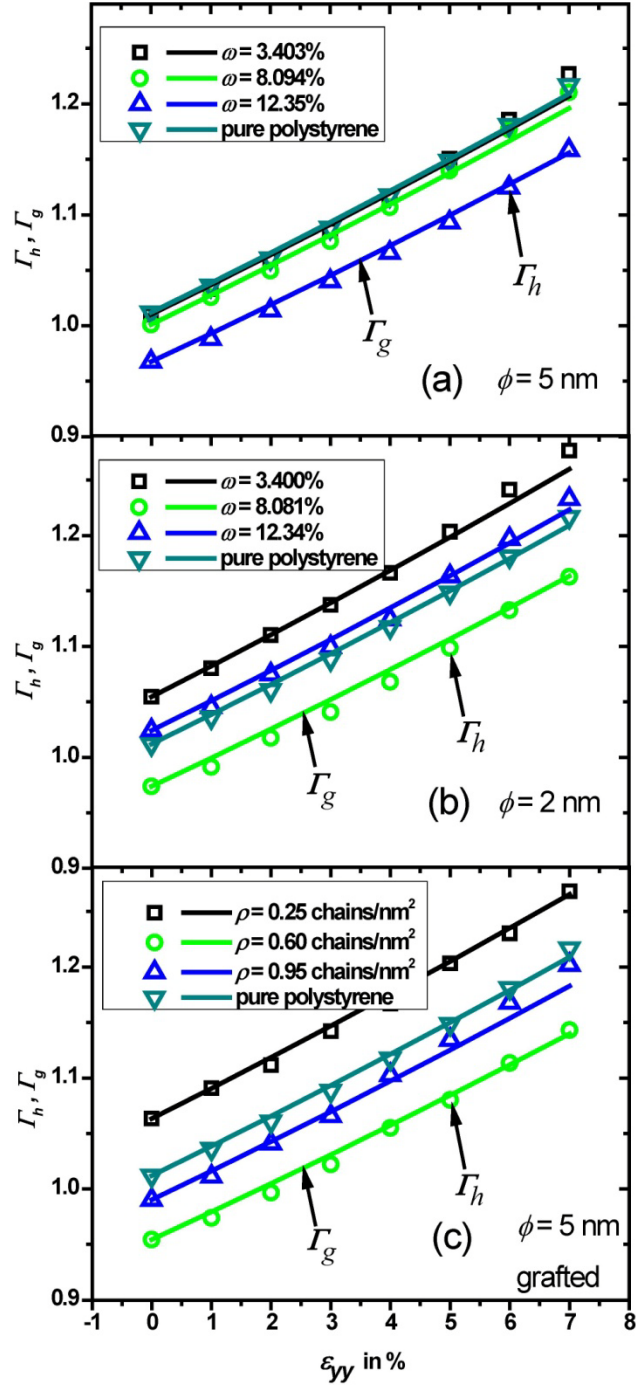 ω = 3.403%
ω = 8.094%
ω = 12.35%
pure polystyrene
1.2
1.1
1.0
0.9
Γh, Γg
Γh
Γg
(a) ϕ = 5 nm
ω = 3.400%
ω = 8.081%
ω = 12.34%
pure polystyrene
1.2
1.1
1.0
0.9
Γh, Γg
Γh
Γg
(b) ϕ = 2 nm
ρ = 0.25 chains/nm²
ρ = 0.60 chains/nm²
ρ = 0.95 chains/nm²
pure polystyrene
1.2
1.1
1.0
0.9
Γh, Γg
Γh
Γg
(c) ϕ = 5 nm
grafted
-1 0 1 2 3 4 5 6 7 8
εyy in %